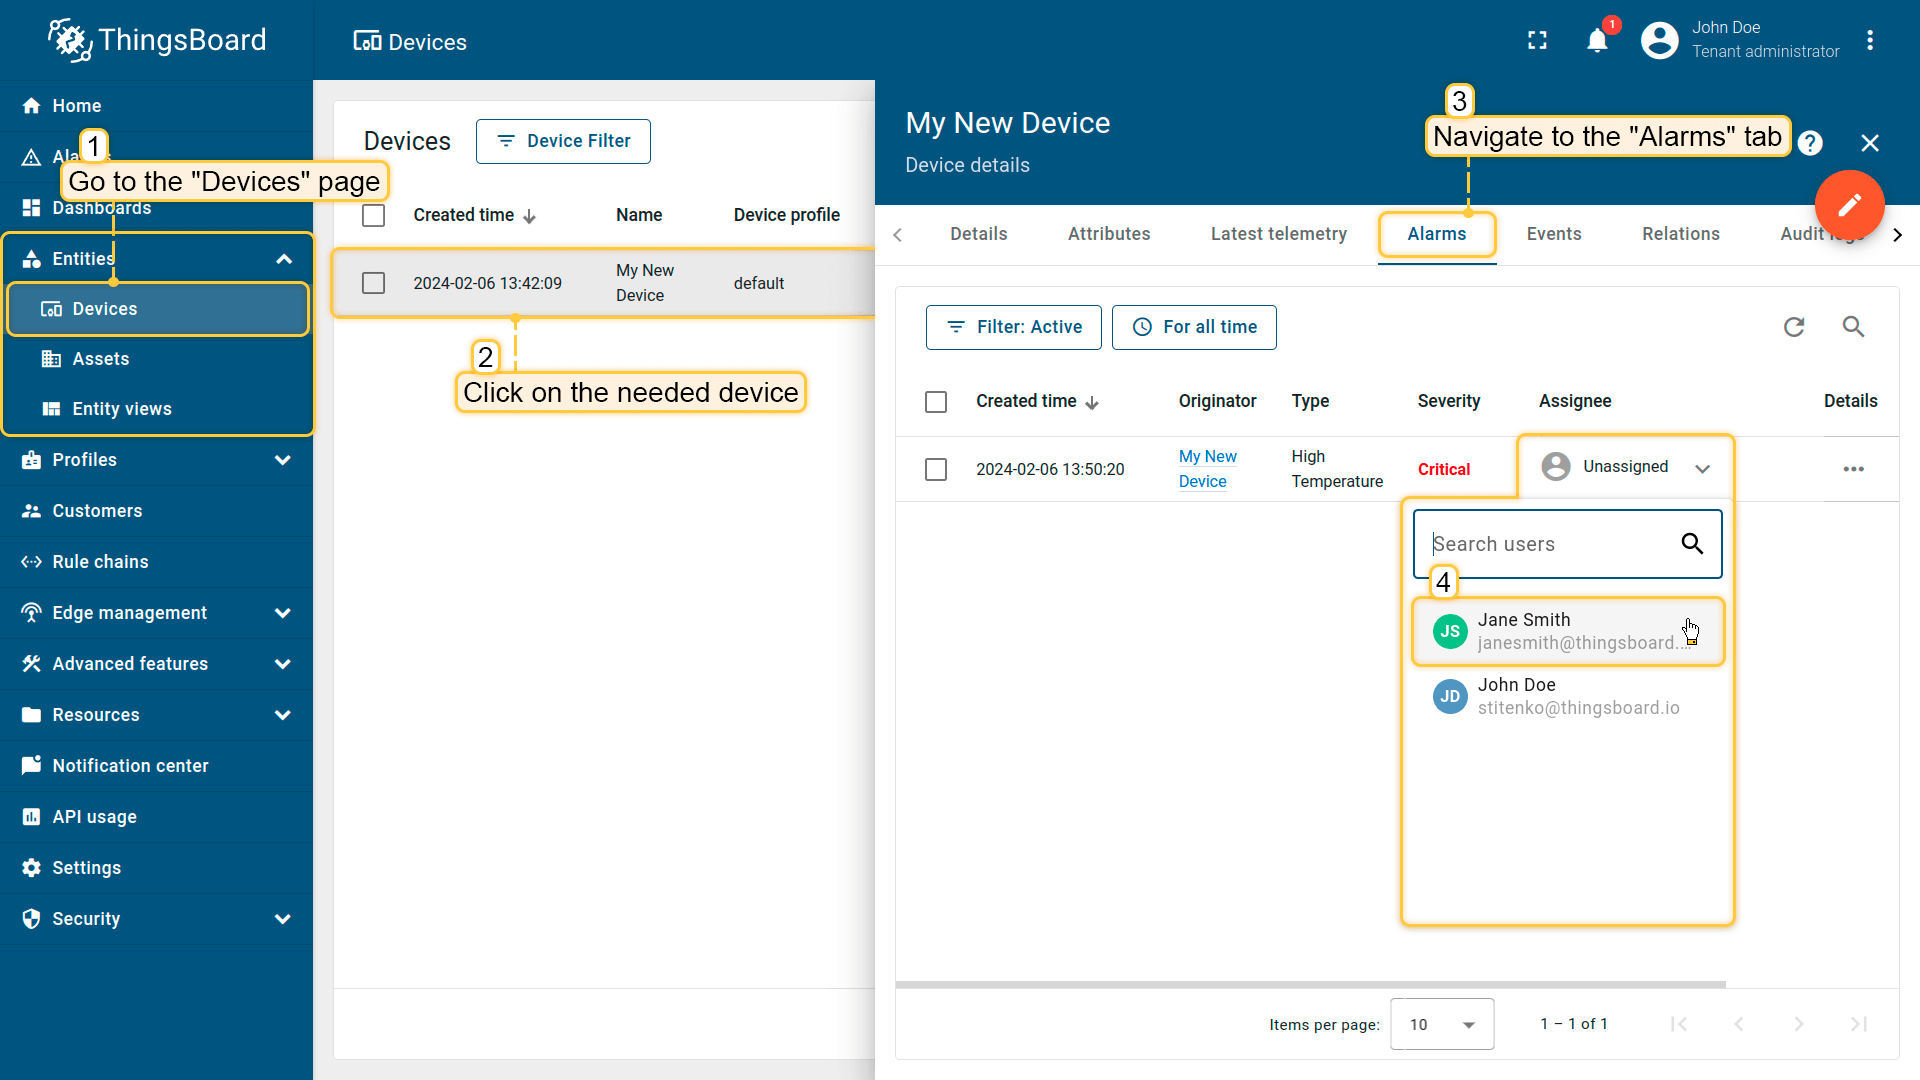 ThingsBoard
Devices
1
John Doe
Tenant administrator
Home
1
Go to the "Devices" page
Dashboards
Entities
Devices
Assets
Entity views
Profiles
Customers
Rule chains
Edge management
Advanced features
Resources
Notification center
API usage
Settings
Security
Devices
Device Filter
Created time
Name
Device profile
2024-02-06 13:42:09
My New
Device
default
2
Click on the needed device
My New Device
Device details
3
Navigate to the "Alarms" tab
?
Details
Attributes
Latest telemetry
Alarms
Events
Relations
Audit logs
Filter: Active
For all time
Created time
Originator
Type
Severity
Assignee
Details
2024-02-06 13:50:20
My New
Device
High
Temperature
Critical
Unassigned
Search users
4
JS
Jane Smith
janesmith@thingsboard....
JD
John Doe
stitenko@thingsboard.io
Items per page:
10
1 – 1 of 1